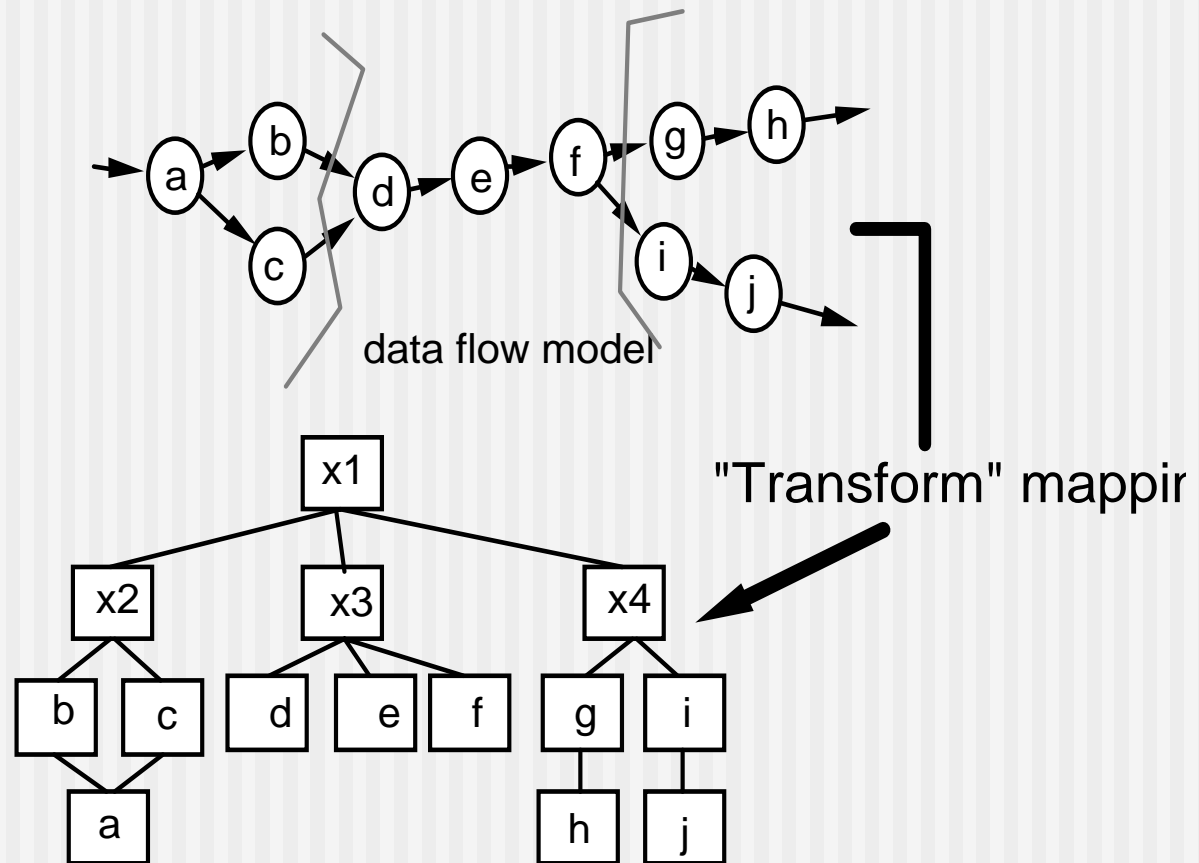 b
g
h
a
d
e
f
c
i
j
data flow model
x1
"Transform" mappin
x2
x3
x4
b
c
d
e
f
g
i
a
h
j